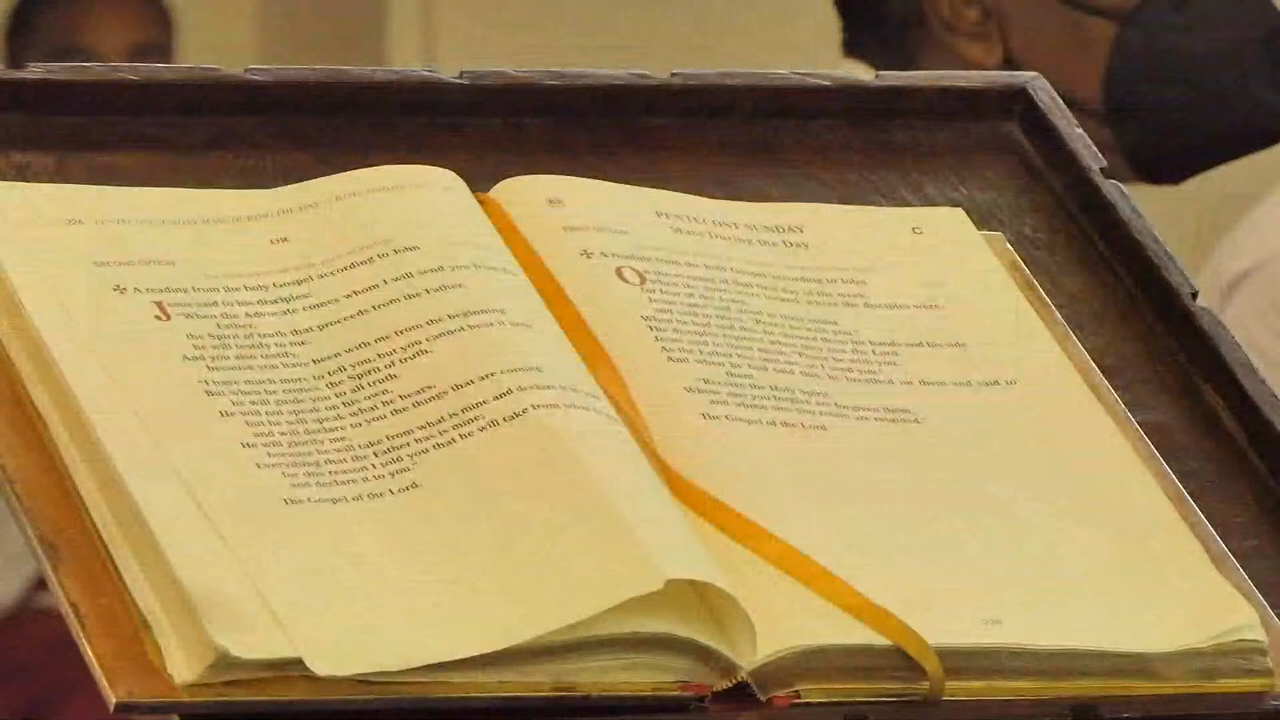 226 PENTECOST SUNDAY MASS DURING THE DAY
OR
SECOND OPTION
✠ A reading from the holy Gospel according to John
Jesus said to his disciples:
"When the Advocate comes whom I will send you from
Father,
the Spirit of truth that proceeds from the Father,
he will testify to me.
And you also testify,
because you have been with me from the beginning
"I have much more to tell you, but you cannot bear it now.
But when he comes, the Spirit of truth,
he will guide you to all truth.
He will not speak on his own,
but he will speak what he hears,
and will declare to you the things that are coming
He will glorify me,
because he will take from what is mine and declare it
Everything that the Father has is mine;
for this reason I told you that he will take from what
and declare it to you."
The Gospel of the Lord.
63
PENTECOST SUNDAY
C
Mass During the Day
FIRST OPTION
✠ A reading from the holy Gospel according to John
On the evening of that first day of the week,
when the doors were locked, where the disciples were,
for fear of the Jews,
Jesus came and stood in their midst
and said to them, "Peace be with you."
When he had said this, he showed them his hands and his side.
The disciples rejoiced when they saw the Lord.
Jesus said to them again, "Peace be with you.
As the Father has sent me, so I send you."
And when he had said this, he breathed on them and said to
them,
"Receive the Holy Spirit.
Whose sins you forgive are forgiven them,
and whose sins you retain are retained."
The Gospel of the Lord.